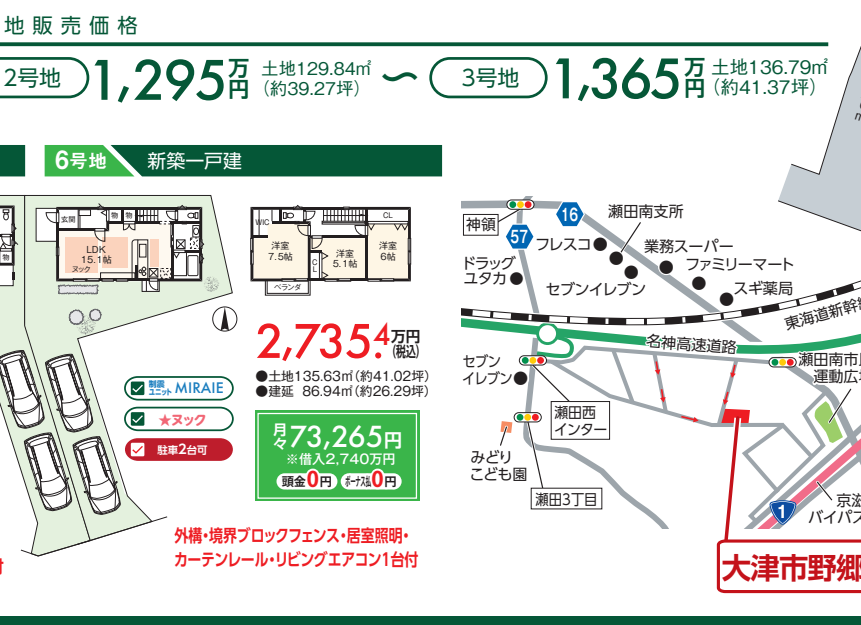 地販売価格
2号地 1,295万円 土地129.84㎡
(約39.27坪)
〜
3号地 1,365万円 土地136.79㎡
(約41.37坪)
6号地 新築一戸建
玄関
物
物
LDK
15.1帖
ヌック
物
WIC
CL
洋室
7.5帖
洋室
5.1帖
洋室
6帖
CL
ベランダ
2,735.4万円(税込)
●土地135.63㎡(約41.02坪)
●建延 86.94㎡(約26.29坪)
制震ユニット MIRAIE
★ヌック
駐車2台可
月々73,265円
※借入2,740万円
頭金0円 ボーナス払0円
外構・境界ブロックフェンス・居室照明・
カーテンレール・リビングエアコン1台付
神領
16
57
瀬田南支所
フレスコ
業務スーパー
ドラッグ
ユタカ
ファミリーマート
セブンイレブン
スギ薬局
東海道新幹
名神高速道路
セブン
イレブン
瀬田南市民
運動広場
瀬田西
インター
みどり
こども園
瀬田3丁目
1
京滋
バイパス
大津市野郷